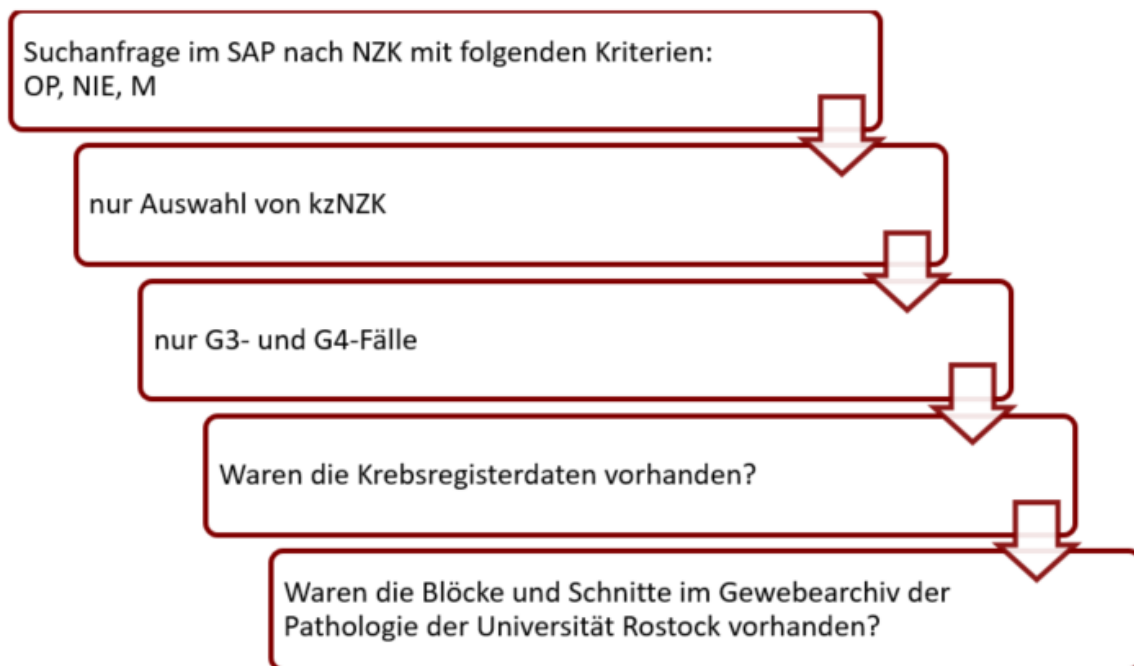 Suchanfrage im SAP nach NZK mit folgenden Kriterien:
OP, NIE, M
nur Auswahl von kzNZK
nur G3- und G4-Fälle
Waren die Krebsregisterdaten vorhanden?
Waren die Blöcke und Schnitte im Gewebearchiv der
Pathologie der Universität Rostock vorhanden?